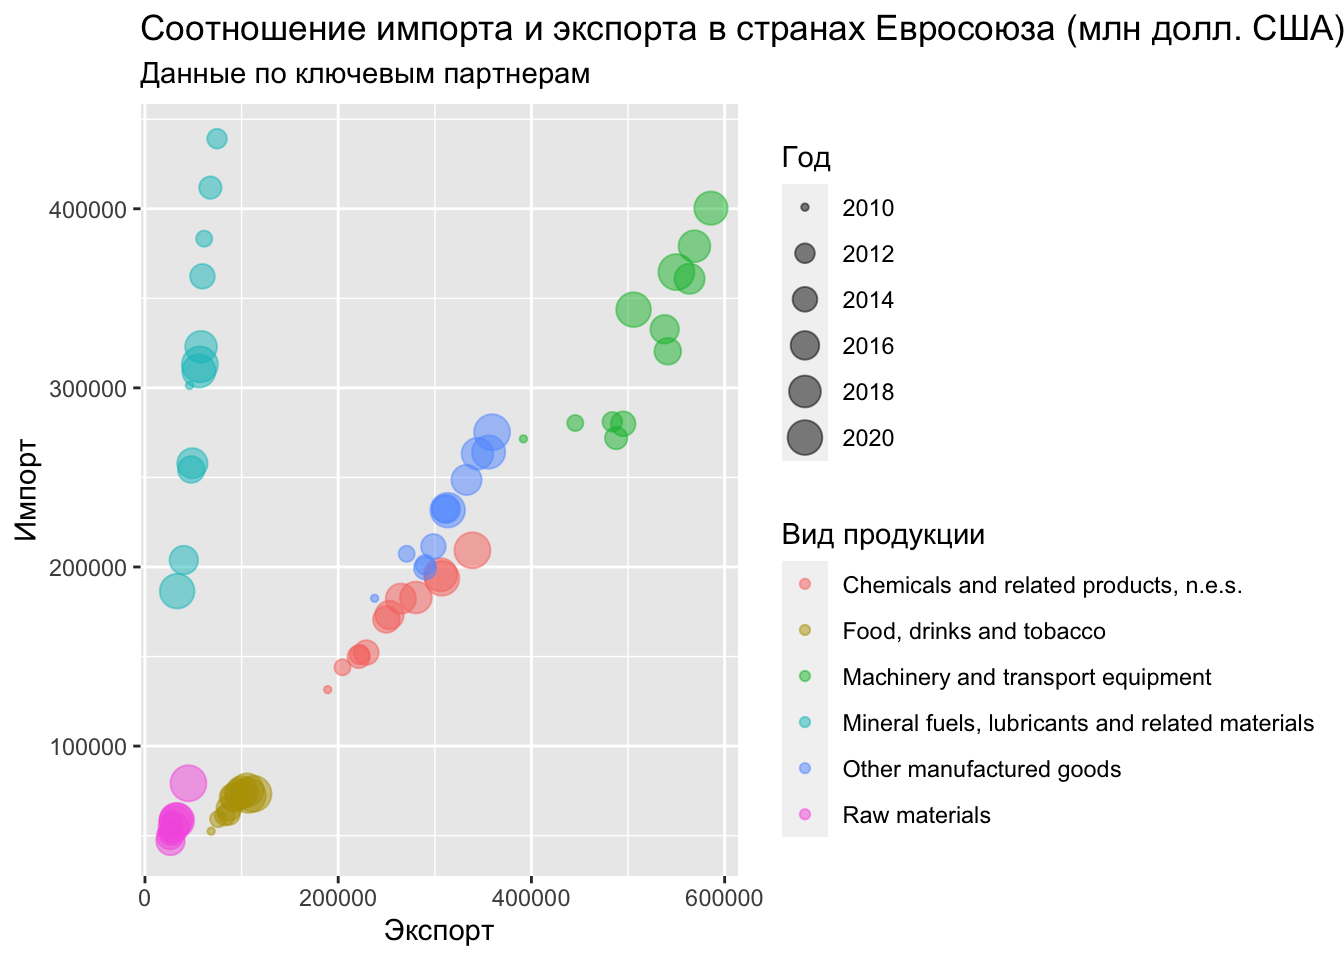 Соотношение импорта и экспорта в странах Евросоюза (млн долл. США)
Данные по ключевым партнерам
Импорт
400000
300000
200000
100000
0
200000
400000
600000
Экспорт
Год
2010
2012
2014
2016
2018
2020
Вид продукции
Chemicals and related products, n.e.s.
Food, drinks and tobacco
Machinery and transport equipment
Mineral fuels, lubricants and related materials
Other manufactured goods
Raw materials